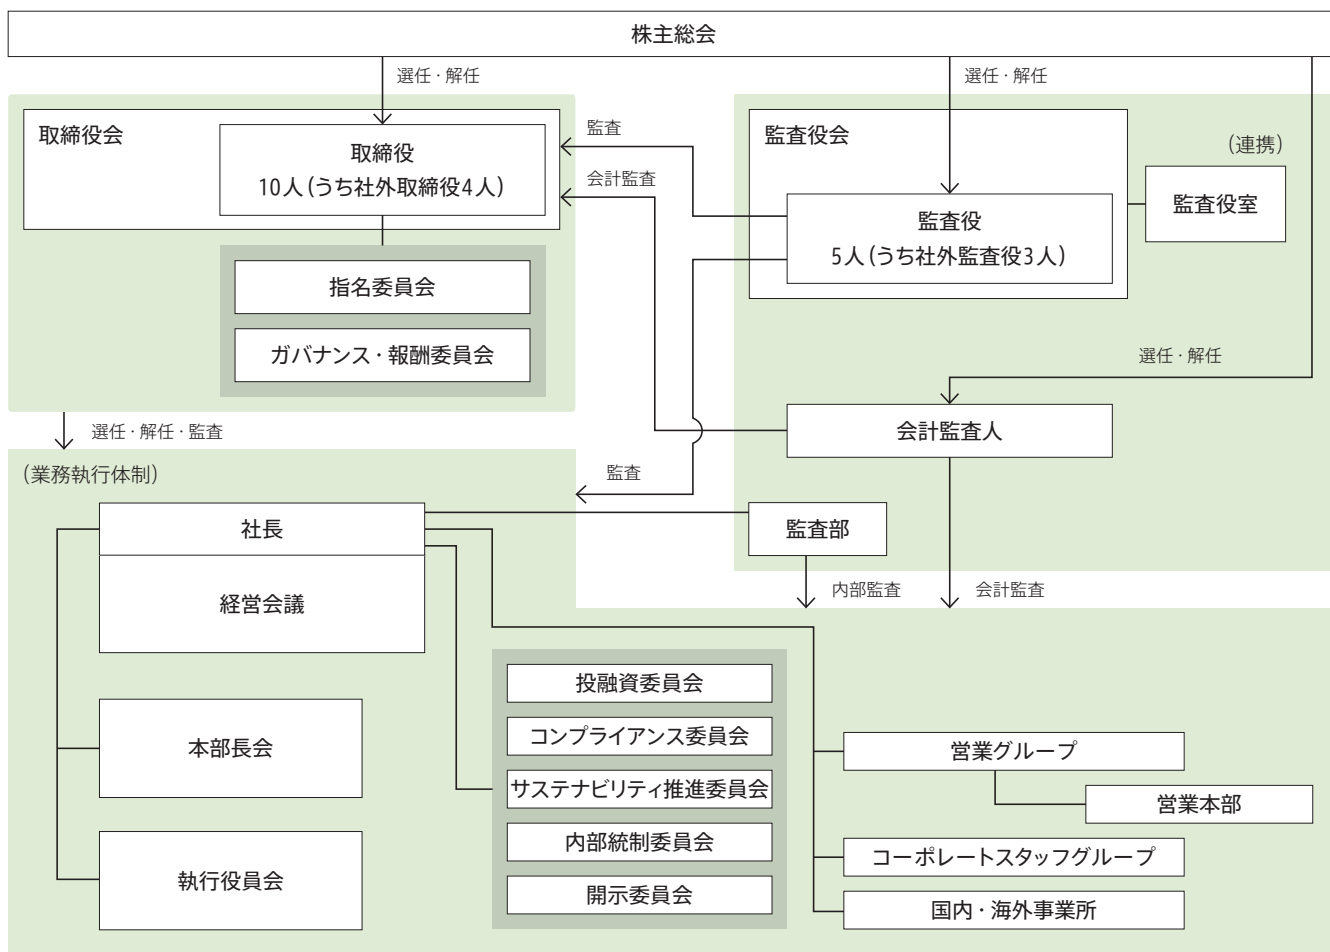 株主総会
選任・解任
選任・解任
取締役会
取締役
10人(うち社外取締役4人)
監査
会計監査
監査役会
監査役
5人(うち社外監査役3人)
(連携)
監査役室
指名委員会
ガバナンス・報酬委員会
選任・解任
会計監査人
選任・解任・監査
(業務執行体制)
監査
社長
経営会議
監査部
内部監査
会計監査
本部長会
執行役員会
投融資委員会
コンプライアンス委員会
サステナビリティ推進委員会
内部統制委員会
開示委員会
営業グループ
営業本部
コーポレートスタッフグループ
国内・海外事業所